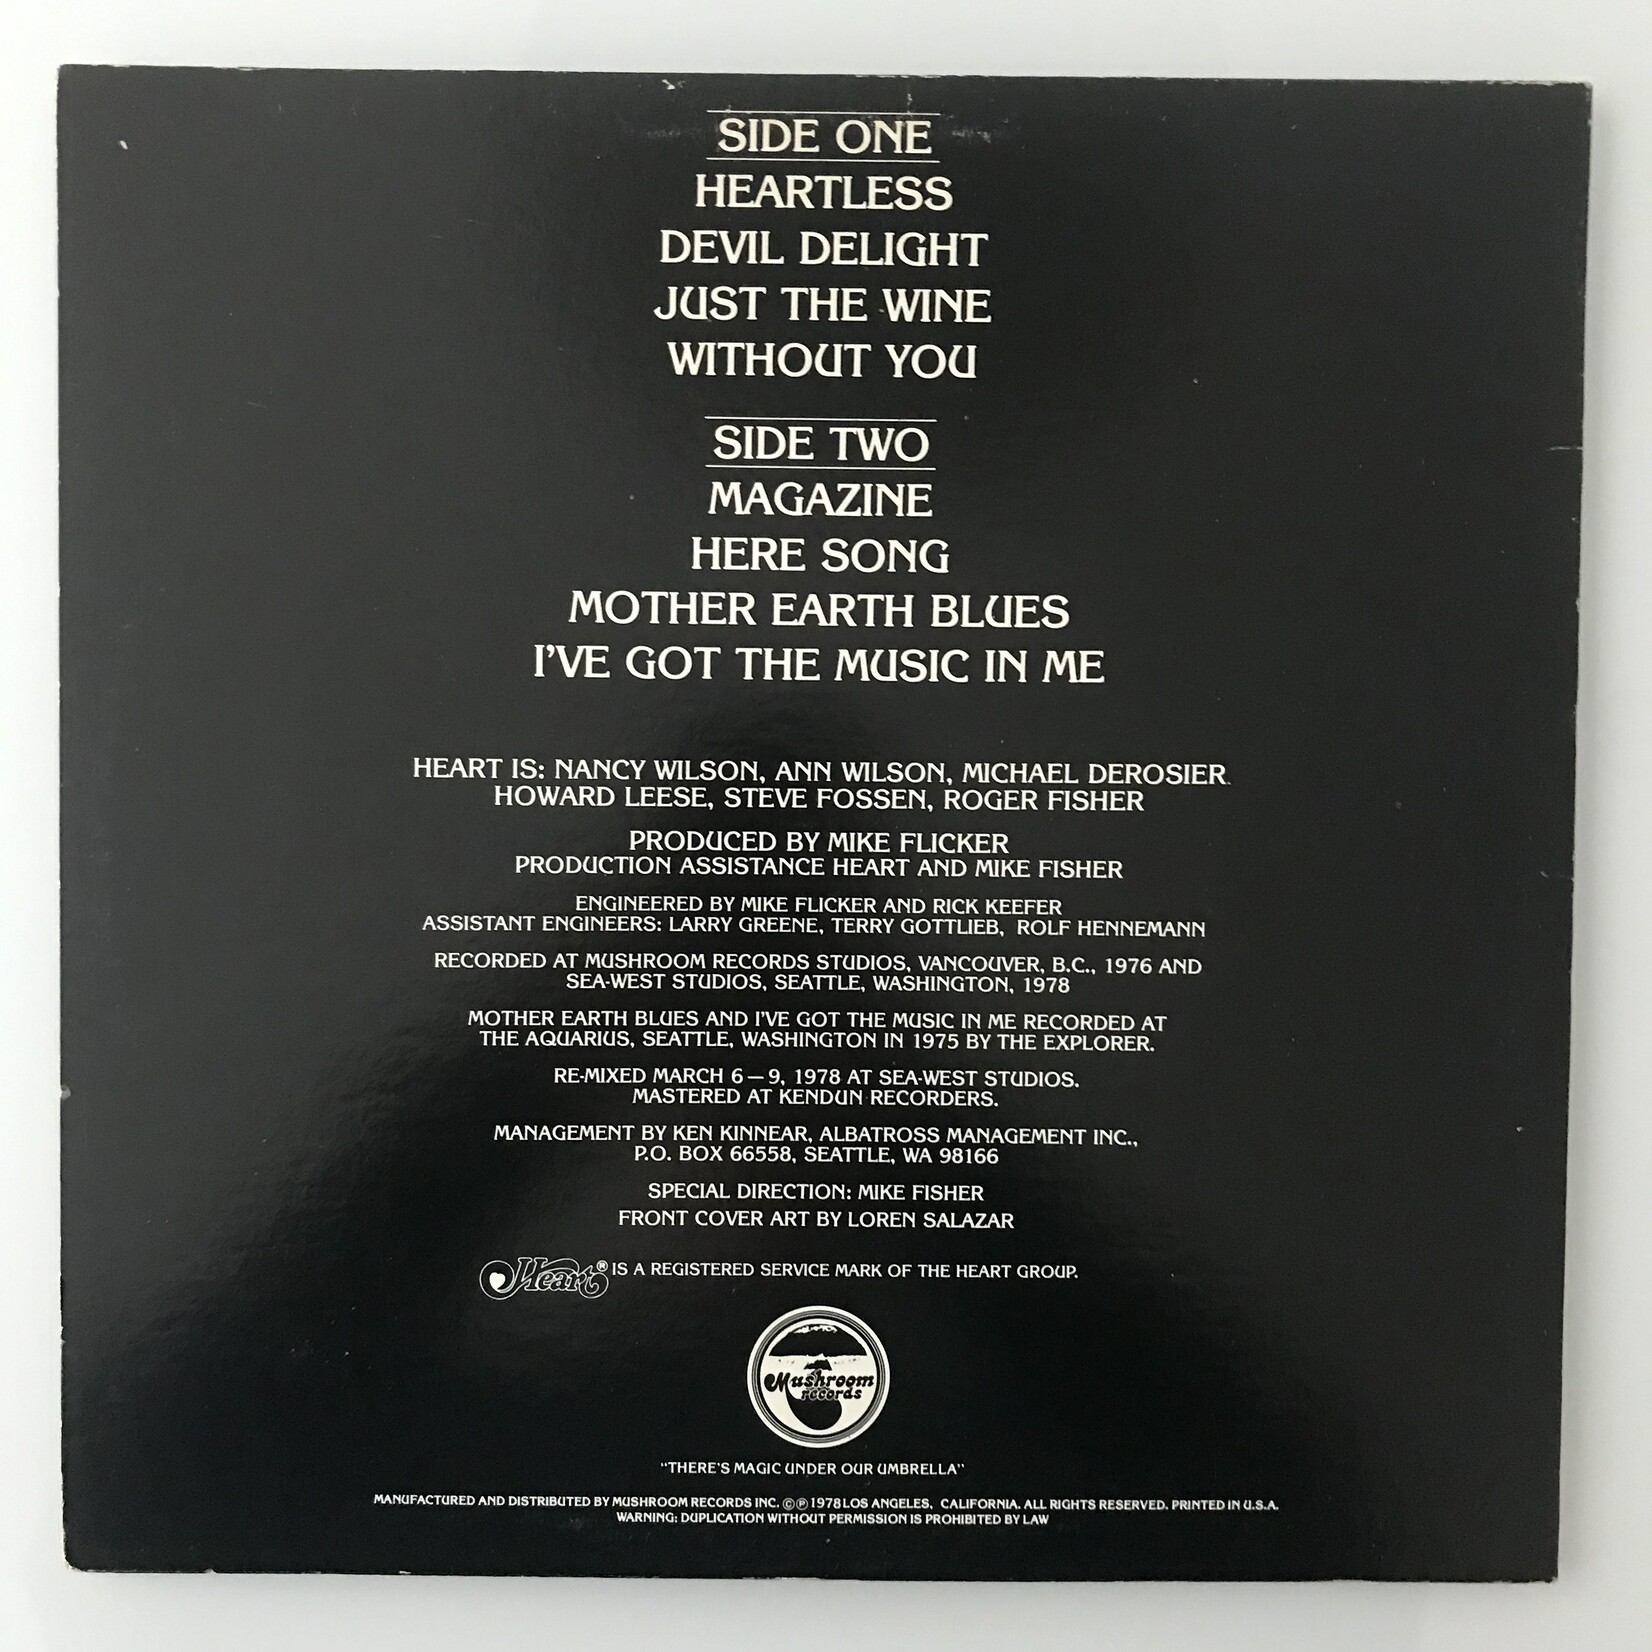 SIDE ONE
HEARTLESS
DEVIL DELIGHT
JUST THE WINE
WITHOUT YOU
SIDE TWO
MAGAZINE
HERE SONG
MOTHER EARTH BLUES
I'VE GOT THE MUSIC IN ME
HEART IS: NANCY WILSON, ANN WILSON, MICHAEL DEROSIER.
HOWARD LEESE, STEVE FOSSEN, ROGER FISHER
PRODUCED BY MIKE FLICKER
PRODUCTION ASSISTANCE HEART AND MIKE FISHER
ENGINEERED BY MIKE FLICKER AND RICK KEEFER
ASSISTANT ENGINEERS: LARRY GREENE, TERRY GOTTLIEB, ROLF HENNEMANN
RECORDED AT MUSHROOM RECORDS STUDIOS, VANCOUVER, B.C., 1976 AND
SEA-WEST STUDIOS, SEATTLE, WASHINGTON, 1978
MOTHER EARTH BLUES AND I'VE GOT THE MUSIC IN ME RECORDED AT
THE AQUARIUS, SEATTLE, WASHINGTON IN 1975 BY THE EXPLORER.
RE-MIXED MARCH 6—9, 1978 AT SEA-WEST STUDIOS.
MASTERED AT KENDUN RECORDERS.
MANAGEMENT BY KEN KINNEAR, ALBATROSS MANAGEMENT INC.,
P.O. BOX 66558, SEATTLE, WA 98166
SPECIAL DIRECTION: MIKE FISHER
FRONT COVER ART BY LOREN SALAZAR
Heart® IS A REGISTERED SERVICE MARK OF THE HEART GROUP.
Mushroom
records
"THERE'S MAGIC UNDER OUR UMBRELLA"
MANUFACTURED AND DISTRIBUTED BY MUSHROOM RECORDS INC. ©℗ 1978 LOS ANGELES, CALIFORNIA. ALL RIGHTS RESERVED. PRINTED IN U.S.A.
WARNING: DUPLICATION WITHOUT PERMISSION IS PROHIBITED BY LAW